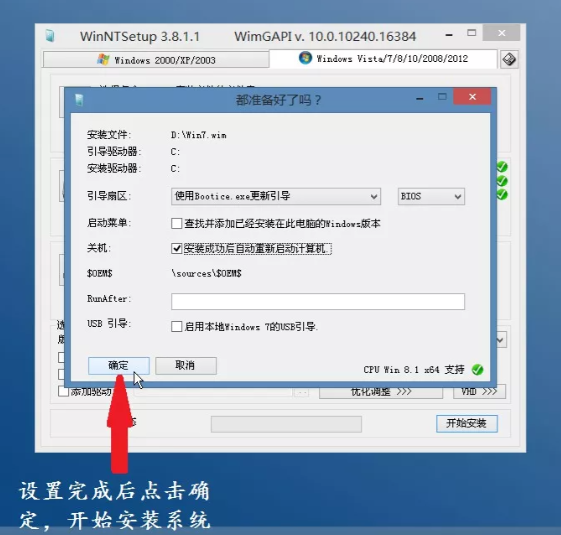 WinNTSetup 3.8.1.1 WimGAPI v. 10.0.10240.16384
Windows 2000/XP/2003
Windows Vista/7/8/10/2008/2012
都准备好了吗？
安装文件: D:\Win7.wim
引导驱动器: C:
安装驱动器: C:
引导扇区: 使用Bootice.exe更新引导 BIOS
启动菜单: 查找并添加已经安装在此电脑的Windows版本
关机: 安装成功后自动重新启动计算机.
$OEM$ \sources\$OEM$
RunAfter:
USB 引导: 启用本地Windows 7的USB引导.
确定 取消
CPU Win 8.1 x64 支持
添加驱动 优化调整 >>> VHD >>>
开始安装
设置完成后点击确
定，开始安装系统